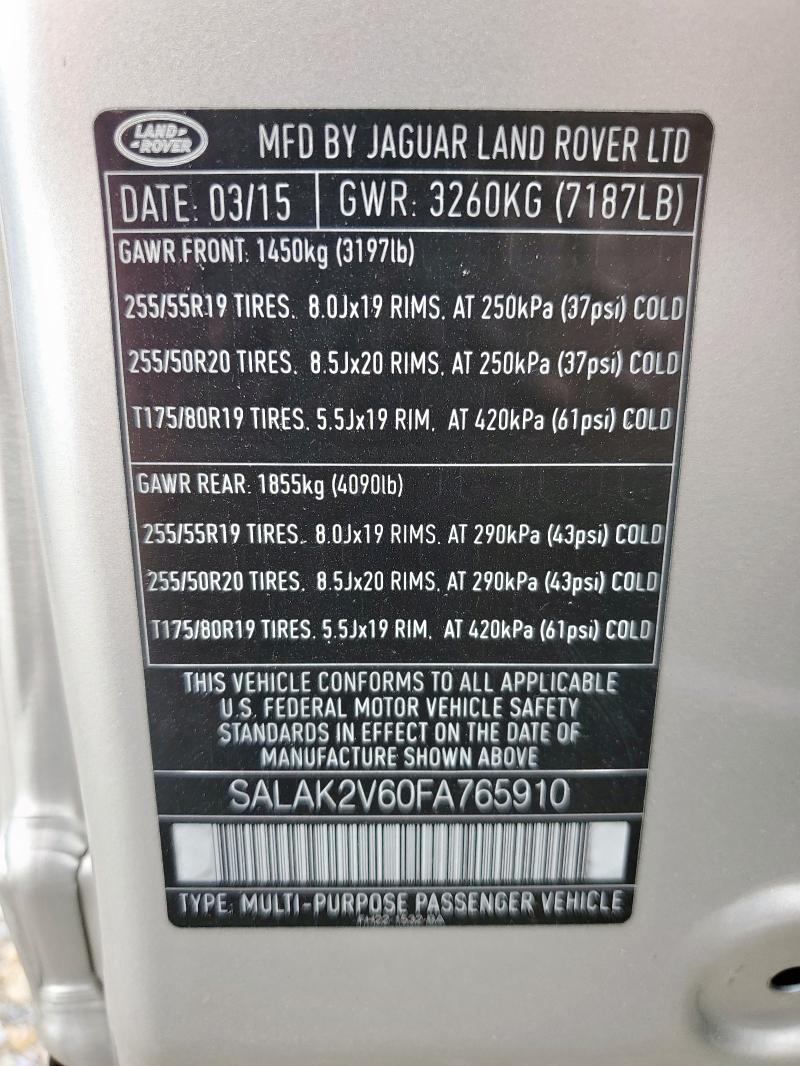 LAND ROVER
MFD BY JAGUAR LAND ROVER LTD
DATE: 03/15 GWR: 3260KG (7187LB)
GAWR FRONT: 1450kg (3197lb)
255/55R19 TIRES. 8.0Jx19 RIMS, AT 250kPa (37psi) COLD
255/50R20 TIRES. 8.5Jx20 RIMS, AT 250kPa (37psi) COLD
T175/80R19 TIRES. 5.5Jx19 RIM, AT 420kPa (61psi) COLD
GAWR REAR: 1855kg (4090lb)
255/55R19 TIRES. 8.0Jx19 RIMS, AT 290kPa (43psi) COLD
255/50R20 TIRES. 8.5Jx20 RIMS, AT 290kPa (43psi) COLD
T175/80R19 TIRES. 5.5Jx19 RIM, AT 420kPa (61psi) COLD
THIS VEHICLE CONFORMS TO ALL APPLICABLE
U.S. FEDERAL MOTOR VEHICLE SAFETY
STANDARDS IN EFFECT ON THE DATE OF
MANUFACTURE SHOWN ABOVE
SALAK2V60FA765910
TYPE: MULTI-PURPOSE PASSENGER VEHICLE